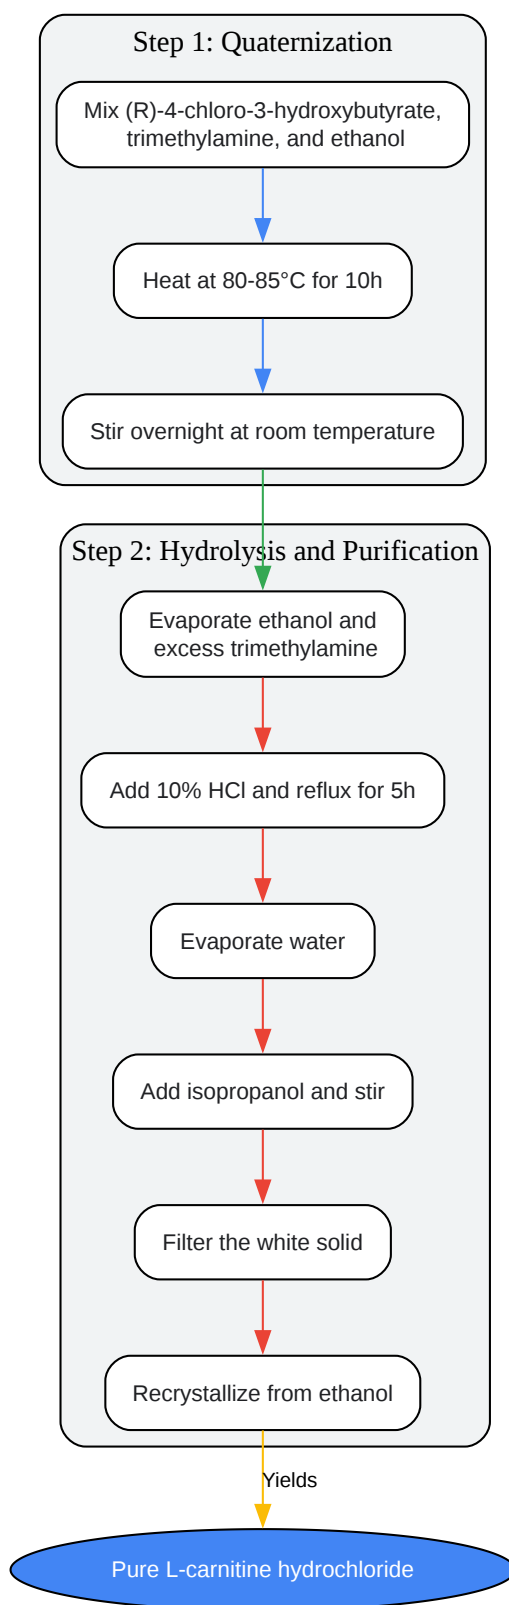 Step 1: Quaternization
Mix (R)-4-chloro-3-hydroxybutyrate,
trimethylamine, and ethanol
Heat at 80-85°C for 10h
Stir overnight at room temperature
Step 2: Hydrolysis and Purification
Evaporate ethanol and
excess trimethylamine
Add 10% HCl and reflux for 5h
Evaporate water
Add isopropanol and stir
Filter the white solid
Recrystallize from ethanol
Yields
Pure L-carnitine hydrochloride